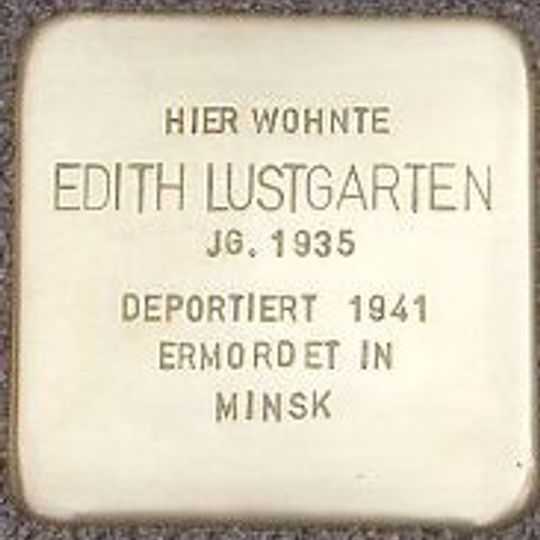 HIER WOHNTE
EDITH LUSTGARTEN
JG. 1935
DEPORTIERT 1941
ERMORDET IN
MINSK